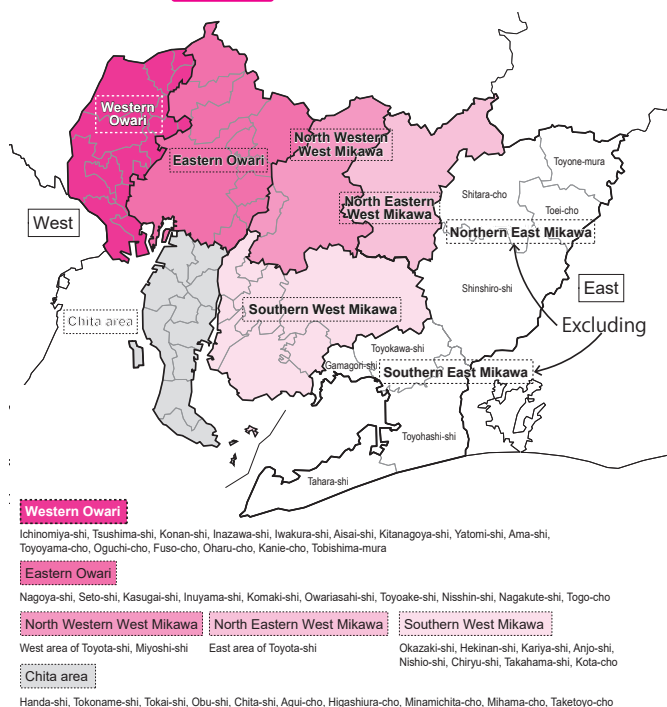 Western
Owari
Eastern Owari
North Western
West Mikawa
Toyone-mura
Shitara-cho
North Eastern
West Mikawa
Toei-cho
West
Northern East Mikawa
Shinshiro-shi
East
Chita area
Southern West Mikawa
Excluding
Toyokawa-shi
Gamagori-shi
Southern East Mikawa
Toyohashi-shi
Tahara-shi
Western Owari
Ichinomiya-shi, Tsushima-shi, Konan-shi, Inazawa-shi, Iwakura-shi, Aisai-shi, Kitanagoya-shi, Yatomi-shi, Ama-shi,
Toyoyama-cho, Oguchi-cho, Fuso-cho, Oharu-cho, Kanie-cho, Tobishima-mura
Eastern Owari
Nagoya-shi, Seto-shi, Kasugai-shi, Inuyama-shi, Komaki-shi, Owariasahi-shi, Toyoake-shi, Nisshin-shi, Nagakute-shi, Togo-cho
North Western West Mikawa
West area of Toyota-shi, Miyoshi-shi
North Eastern West Mikawa
East area of Toyota-shi
Southern West Mikawa
Okazaki-shi, Hekinan-shi, Kariya-shi, Anjo-shi,
Nishio-shi, Chiryu-shi, Takahama-shi, Kota-cho
Chita area
Handa-shi, Tokoname-shi, Tokai-shi, Obu-shi, Chita-shi, Agui-cho, Higashiura-cho, Minamichita-cho, Mihama-cho, Taketoyo-cho